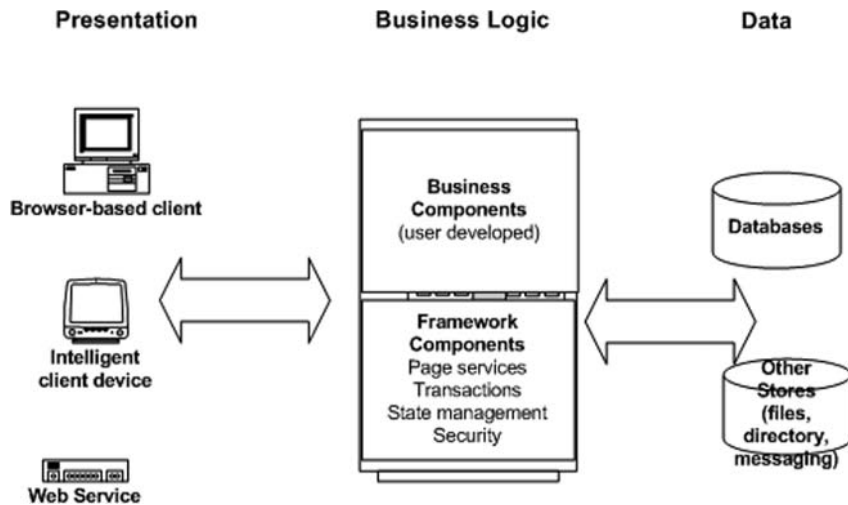 Presentation
Business Logic
Data
Browser-based client
Intelligent
client device
Web Service
Business
Components
(user developed)
Framework
Components
Page services
Transactions
State management
Security
Databases
Other
Stores
(files,
directory,
messaging)